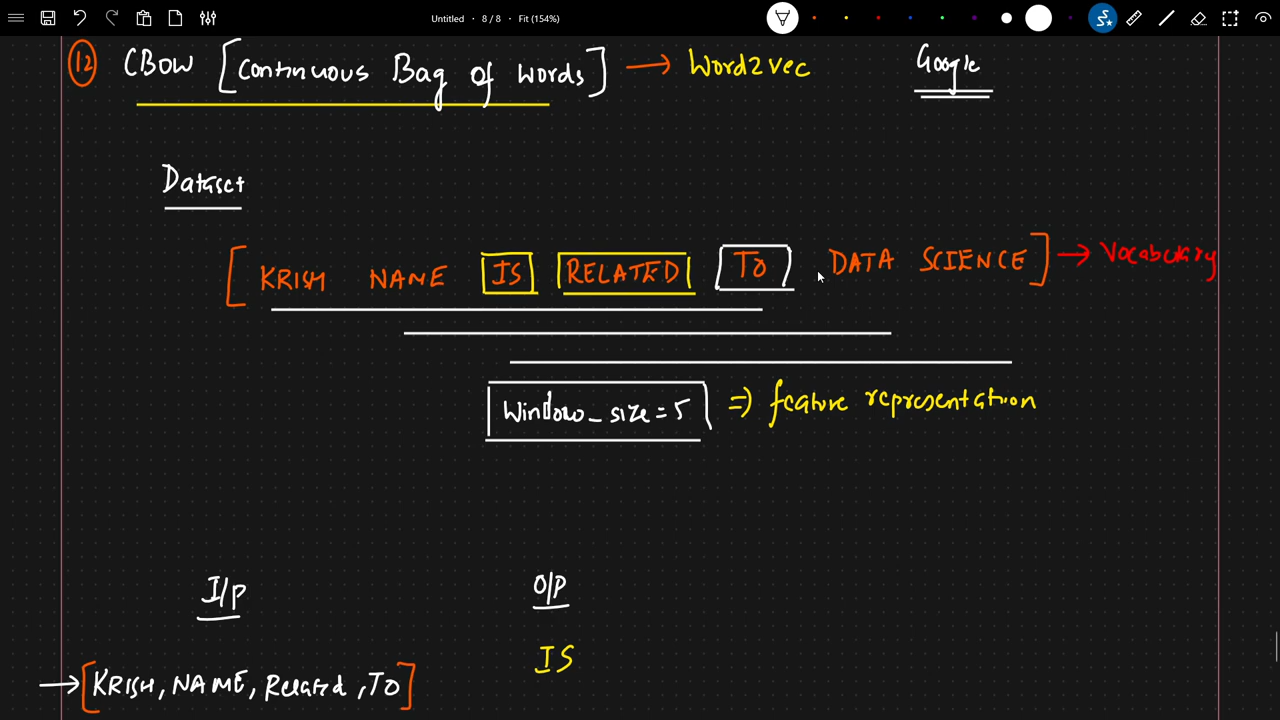 Untitled • 8 / 8 • Fit (154%)
12 CBOW [Continuous Bag of words] → Word2vec Google
Dataset
[KRISH NAME IS RELATED TO DATA SCIENCE] → Vocabulary
Window_size = 5 => feature representation
I/P O/P
IS
→ [KRISH, NAME, Related, TO]